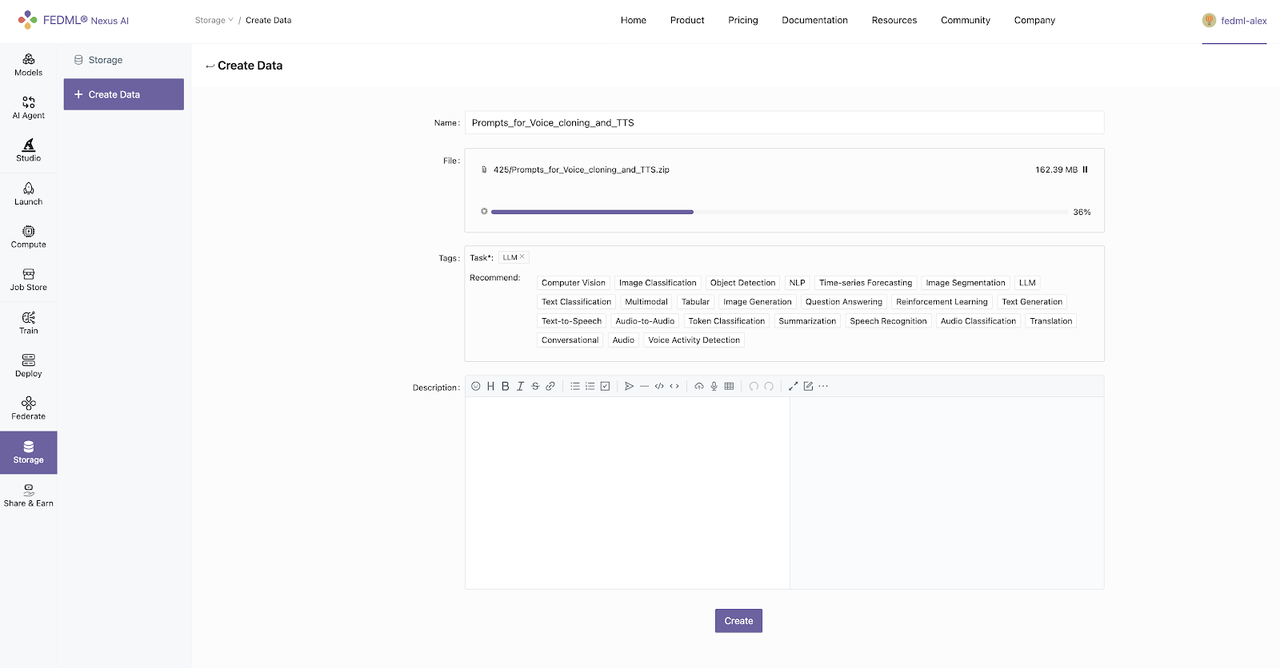 FEDML® Nexus AI
Storage / Create Data
Home Product Pricing Documentation Resources Community Company
fedml-alex
Models
AI Agent
Studio
Launch
Compute
Job Store
Train
Deploy
Federate
Storage
Share & Earn
Storage
+ Create Data
Create Data
Name: Prompts_for_Voice_cloning_and_TTS
File: 425/Prompts_for_Voice_cloning_and_TTS.zip 162.39 MB
36%
Tags: Task*: LLM ×
Recommend: Computer Vision Image Classification Object Detection NLP Time-series Forecasting Image Segmentation LLM
Text Classification Multimodal Tabular Image Generation Question Answering Reinforcement Learning Text Generation
Text-to-Speech Audio-to-Audio Token Classification Summarization Speech Recognition Audio Classification Translation
Conversational Audio Voice Activity Detection
Description: H B I S
Create